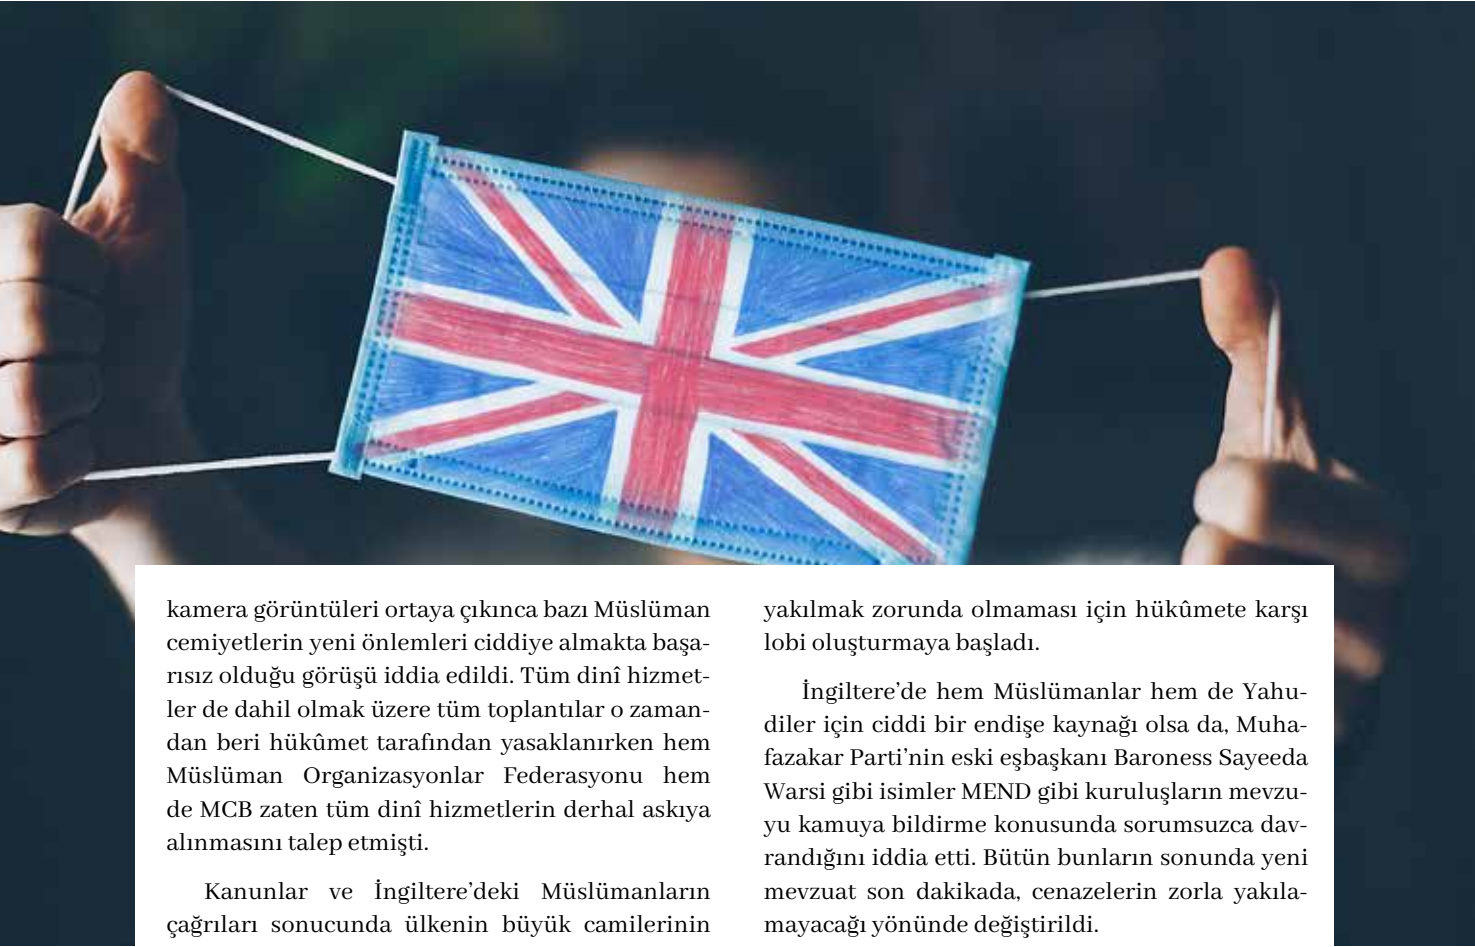 kamera görüntüleri ortaya çıkınca bazı Müslüman
cemiyetlerin yeni önlemleri ciddiye almakta başa-
rısız olduğu görüşü iddia edildi. Tüm dinî hizmet-
ler de dahil olmak üzere tüm toplantılar o zaman-
dan beri hükûmet tarafından yasaklanırken hem
Müslüman Organizasyonlar Federasyonu hem
de MCB zaten tüm dinî hizmetlerin derhal askıya
alınmasını talep etmişti.
Kanunlar ve İngiltere’deki Müslümanların
çağrıları sonucunda ülkenin büyük camilerinin
yakılmak zorunda olmaması için hükûmete karşı
lobi oluşturmaya başladı.
İngiltere’de hem Müslümanlar hem de Yahu-
diler için ciddi bir endişe kaynağı olsa da, Muha-
fazakar Parti’nin eski eşbaşkanı Baroness Sayeeda
Warsi gibi isimler MEND gibi kuruluşların mevzu-
yu kamuya bildirme konusunda sorumsuzca dav-
randığını iddia etti. Bütün bunların sonunda yeni
mevzuat son dakikada, cenazelerin zorla yakıla-
mayacağı yönünde değiştirildi.